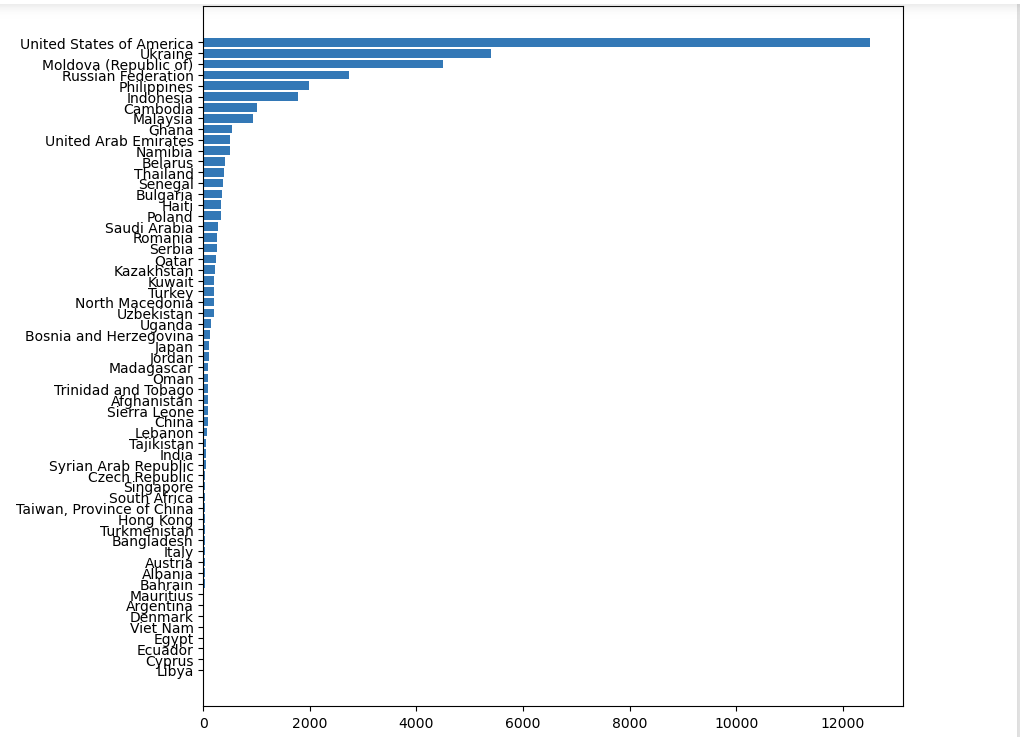 United States of America
Ukraine
Moldova (Republic of)
Russian Federation
Philippines
Indonesia
Cambodia
Malaysia
Ghana
United Arab Emirates
Namibia
Belarus
Thailand
Senegal
Bulgaria
Haiti
Poland
Saudi Arabia
Romania
Serbia
Qatar
Kazakhstan
Kuwait
Turkey
North Macedonia
Uzbekistan
Uganda
Bosnia and Herzegovina
Japan
Jordan
Madagascar
Oman
Trinidad and Tobago
Afghanistan
Sierra Leone
China
Lebanon
Tajikistan
India
Syrian Arab Republic
Czech Republic
Singapore
South Africa
Taiwan, Province of China
Hong Kong
Turkmenistan
Bangladesh
Italy
Austria
Albania
Bahrain
Mauritius
Argentina
Denmark
Viet Nam
Egypt
Ecuador
Cyprus
Libya
0 2000 4000 6000 8000 10000 12000